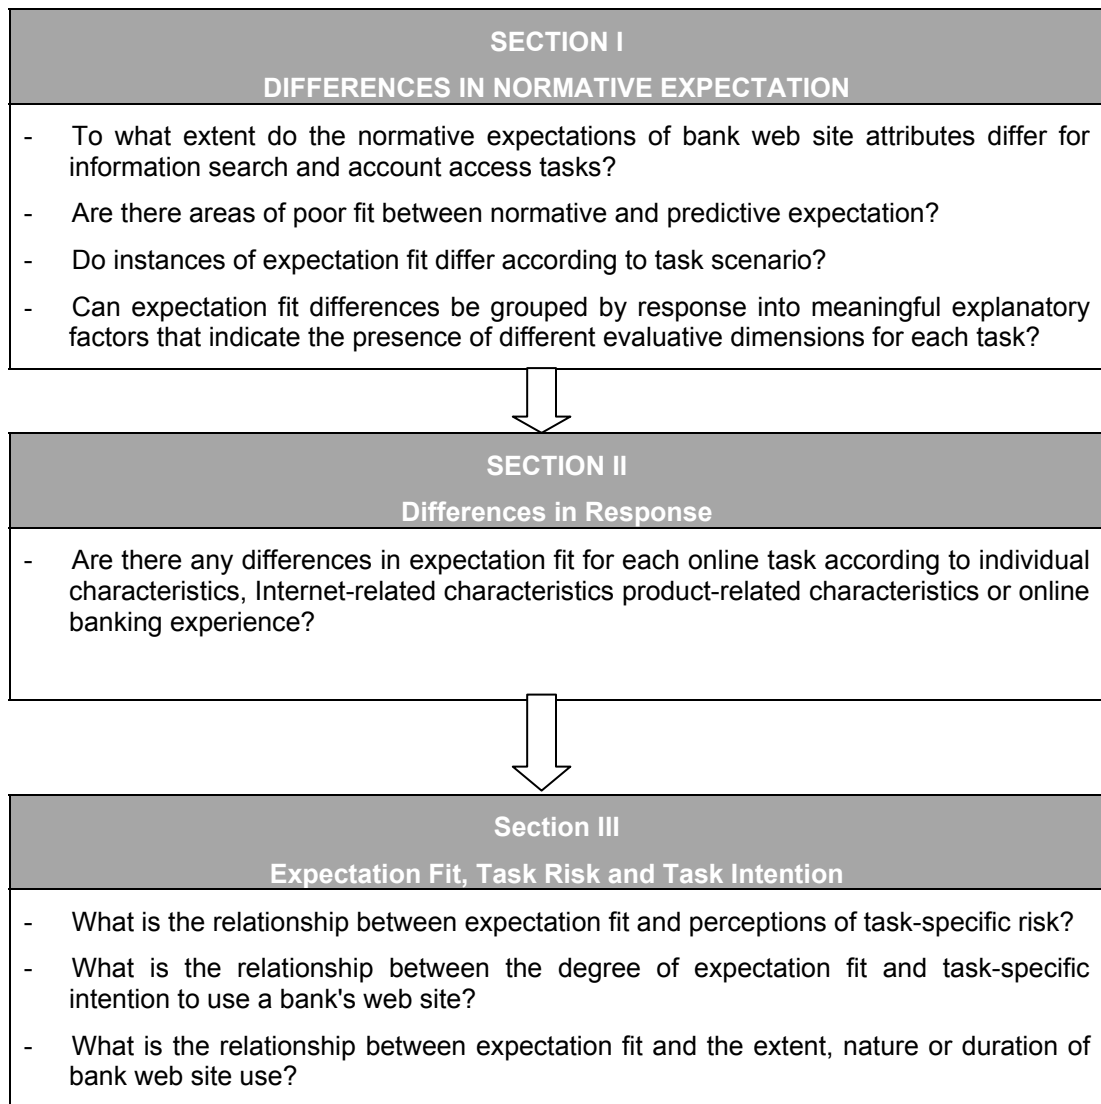 SECTION I
DIFFERENCES IN NORMATIVE EXPECTATION
- To what extent do the normative expectations of bank web site attributes differ for
information search and account access tasks?
- Are there areas of poor fit between normative and predictive expectation?
- Do instances of expectation fit differ according to task scenario?
- Can expectation fit differences be grouped by response into meaningful explanatory
factors that indicate the presence of different evaluative dimensions for each task?
SECTION II
Differences in Response
- Are there any differences in expectation fit for each online task according to individual
characteristics, Internet-related characteristics product-related characteristics or online
banking experience?
Section III
Expectation Fit, Task Risk and Task Intention
- What is the relationship between expectation fit and perceptions of task-specific risk?
- What is the relationship between the degree of expectation fit and task-specific
intention to use a bank's web site?
- What is the relationship between expectation fit and the extent, nature or duration of
bank web site use?